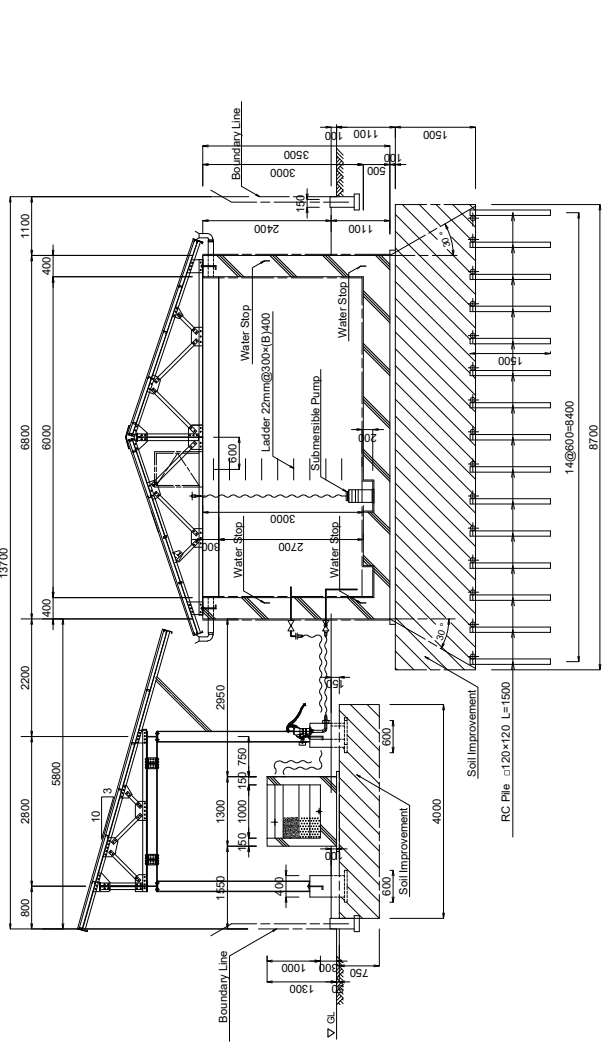 13700
800 2800 2200 6800 1100
5800 400 6000 400
10
3
1550 1300 2950
150 1000 150 750
Boundary Line
Boundary Line
Water Stop
Water Stop
Water Stop
Water Stop
Ladder 22mm@300×(B)400
Submersible Pump
600
300
3000
2700
200
2400
1100
3000
3500
500
100
150
100
1100
1500
100
1300
1000
300
750
▽ GL
400
100
150
600
600
Soil Improvement
4000
30°
30°
Soil Improvement
1500
RC Pile □120×120 L=1500
14@600=8400
8700